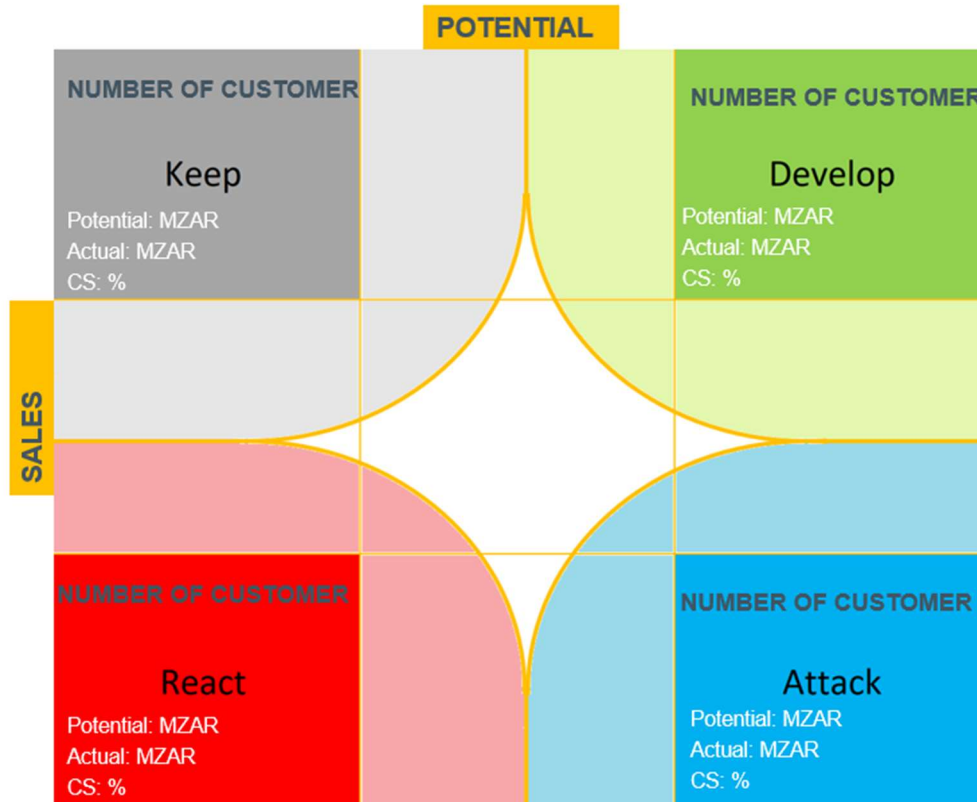 POTENTIAL
NUMBER OF CUSTOMER
Keep
Potential: MZAR
Actual: MZAR
CS: %
NUMBER OF CUSTOMER
Develop
Potential: MZAR
Actual: MZAR
CS: %
SALES
NUMBER OF CUSTOMER
React
Potential: MZAR
Actual: MZAR
CS: %
NUMBER OF CUSTOMER
Attack
Potential: MZAR
Actual: MZAR
CS: %